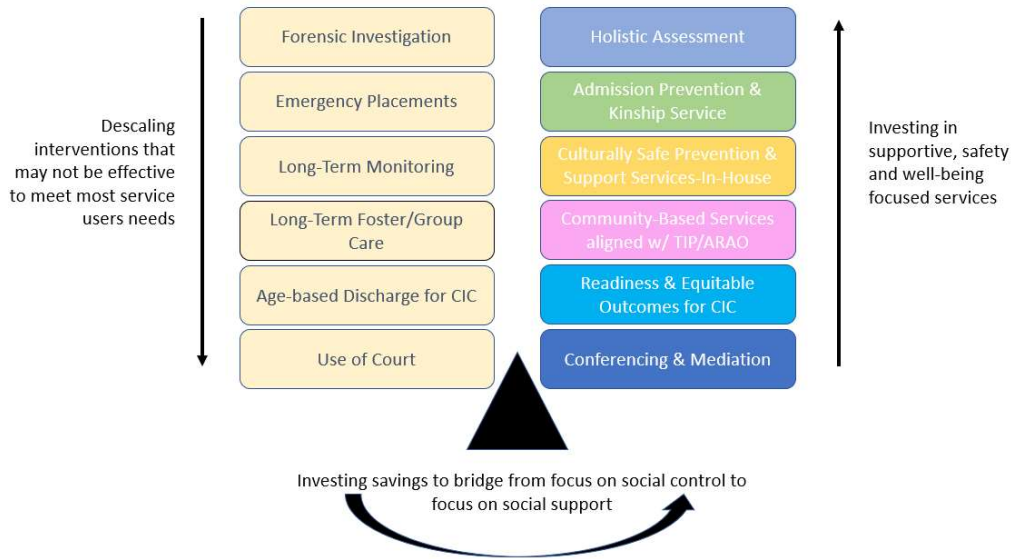 Descaling
interventions that
may not be effective
to meet most service
users needs
Forensic Investigation
Emergency Placements
Long-Term Monitoring
Long-Term Foster/Group
Care
Age-based Discharge for CIC
Use of Court
Holistic Assessment
Admission Prevention &
Kinship Service
Culturally Safe Prevention &
Support Services-In-House
Community-Based Services
aligned w/ TIP/ARAO
Readiness & Equitable
Outcomes for CIC
Conferencing & Mediation
Investing in
supportive, safety
and well-being
focused services
Investing savings to bridge from focus on social control to
focus on social support